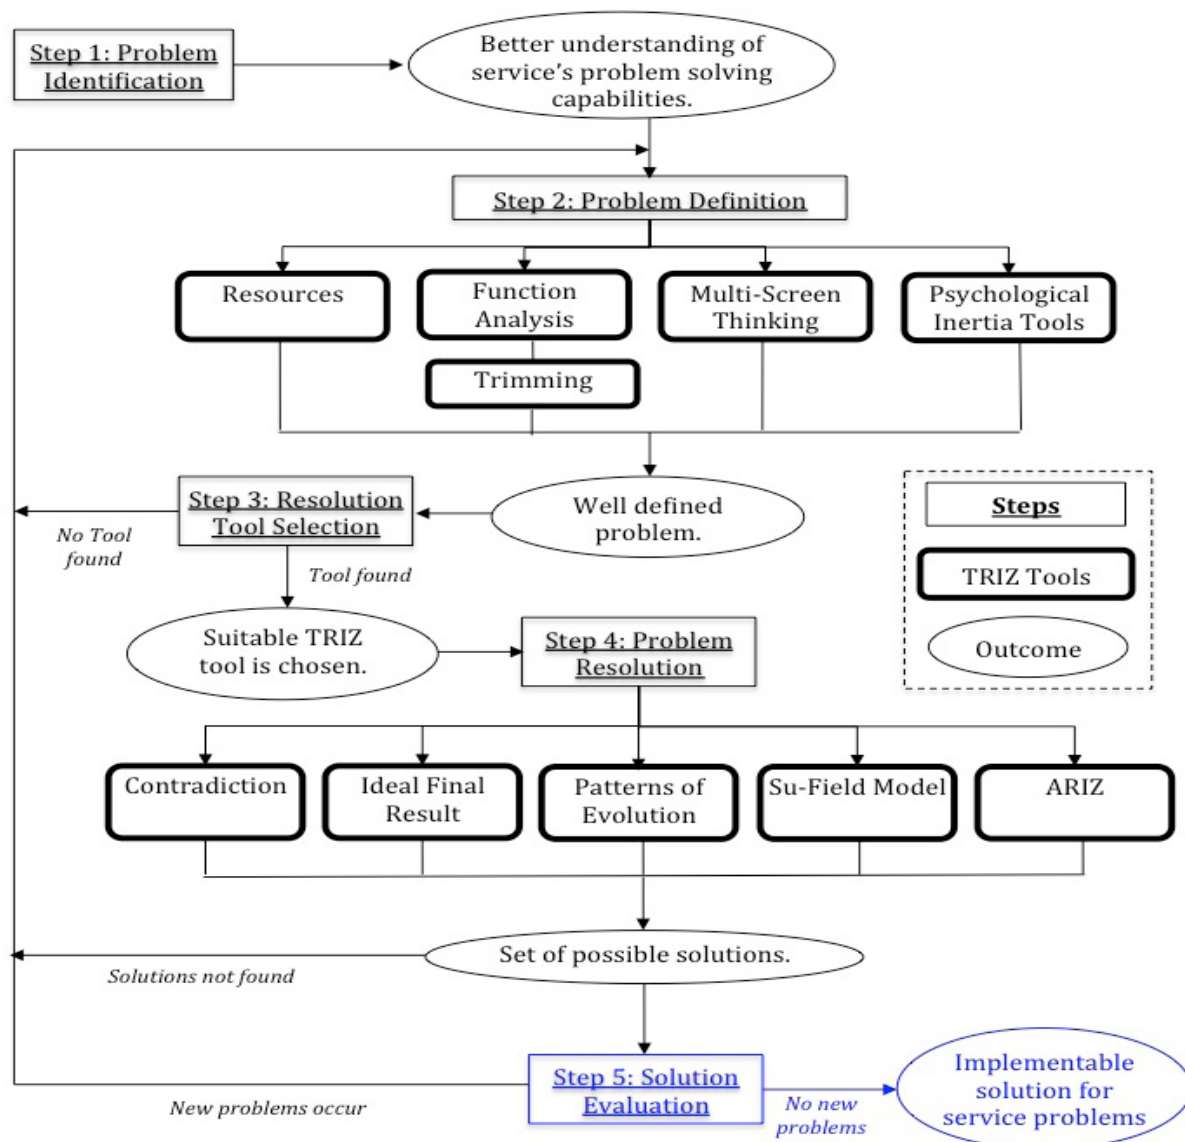 Step 1: Problem
Identification
Better understanding of
service's problem solving
capabilities.
Step 2: Problem Definition
Resources
Function
Analysis
Multi-Screen
Thinking
Psychological
Inertia Tools
Trimming
Step 3: Resolution
Tool Selection
Well defined
problem.
No Tool
found
Tool found
Steps
TRIZ Tools
Outcome
Suitable TRIZ
tool is chosen.
Step 4: Problem
Resolution
Contradiction
Ideal Final
Result
Patterns of
Evolution
Su-Field Model
ARIZ
Set of possible solutions.
Solutions not found
Step 5: Solution
Evaluation
New problems occur
No new
problems
Implementable
solution for
service problems